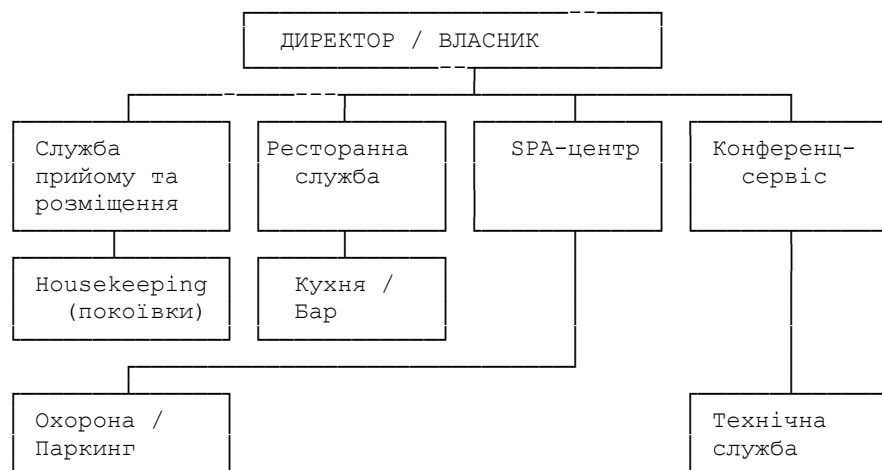 ДИРЕКТОР / ВЛАСНИК
Служба
прийому та
розміщення
Ресторанна
служба
SPA-центр
Конференц-
сервіс
Housekeeping
(покоївки)
Кухня /
Бар
Охорона /
Паркинг
Технічна
служба